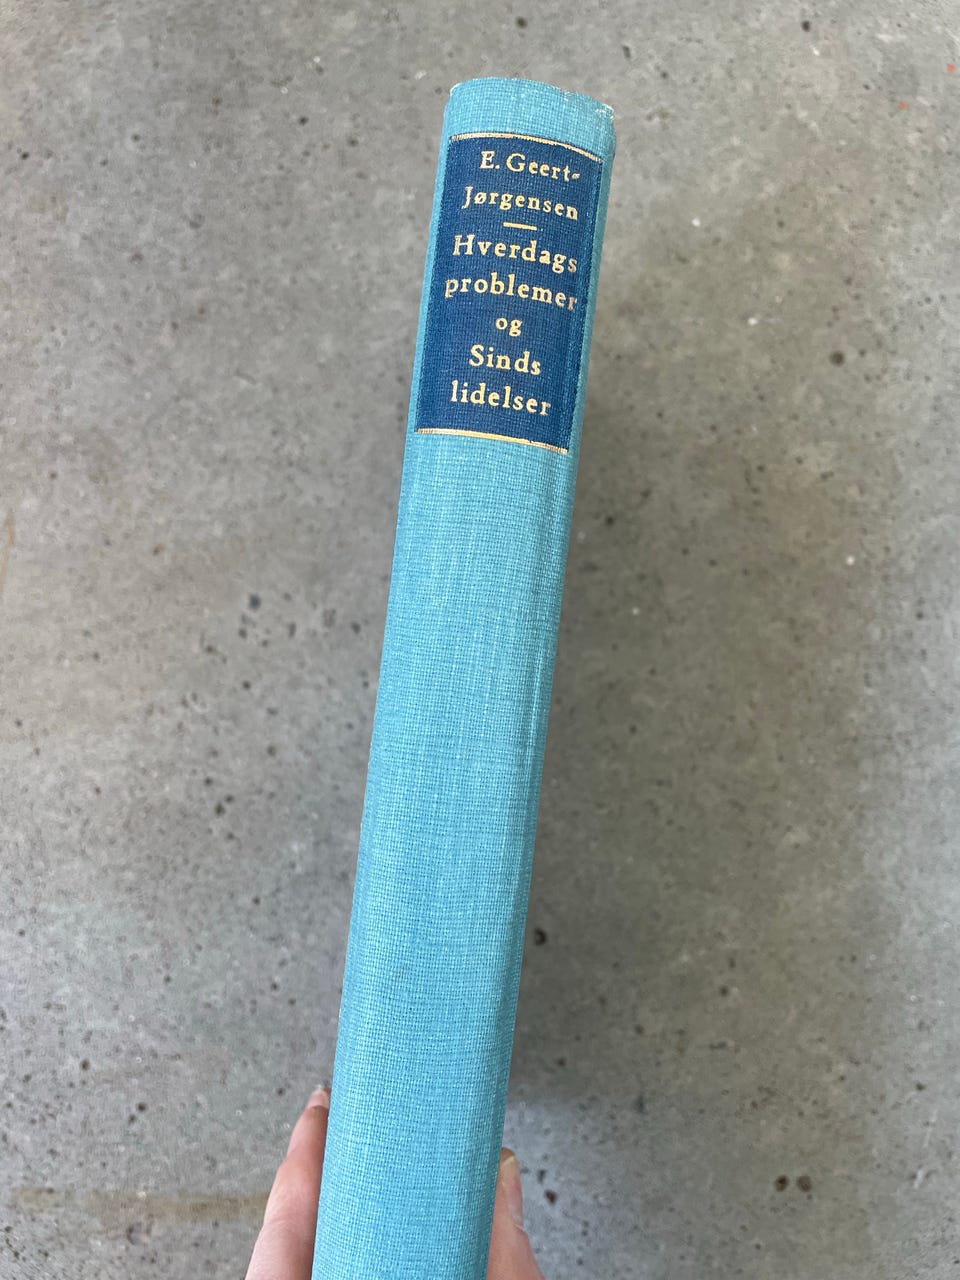 E. Geert-
Jørgensen
Hverdags
problemer
og
Sinds
lidelser